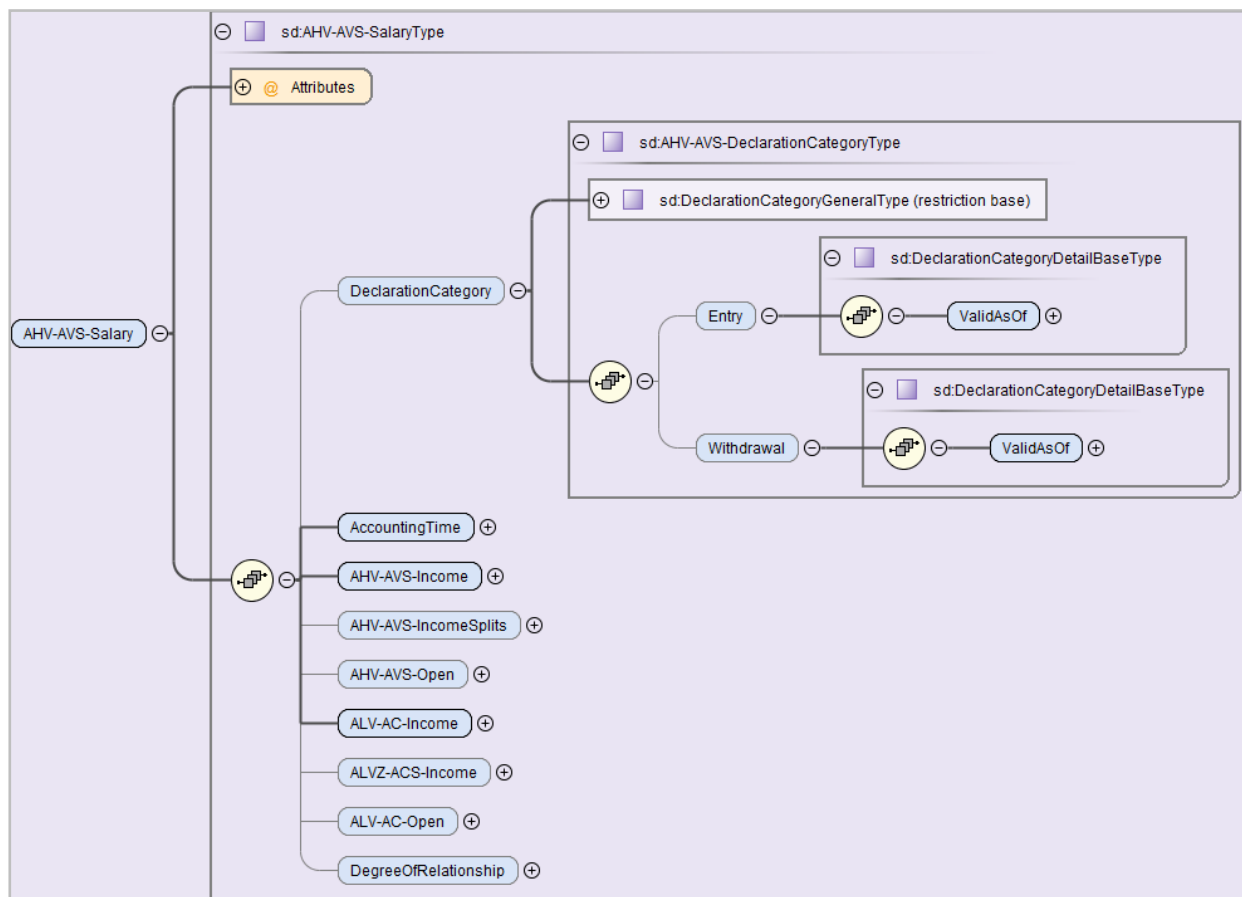 sd:AHV-AVS-SalaryType
@ Attributes
sd:AHV-AVS-DeclarationCategoryType
sd:DeclarationCategoryGeneralType (restriction base)
sd:DeclarationCategoryDetailBaseType
DeclarationCategory
Entry
ValidAsOf
AHV-AVS-Salary
sd:DeclarationCategoryDetailBaseType
Withdrawal
ValidAsOf
AccountingTime
AHV-AVS-Income
AHV-AVS-IncomeSplits
AHV-AVS-Open
ALV-AC-Income
ALVZ-ACS-Income
ALV-AC-Open
DegreeOfRelationship